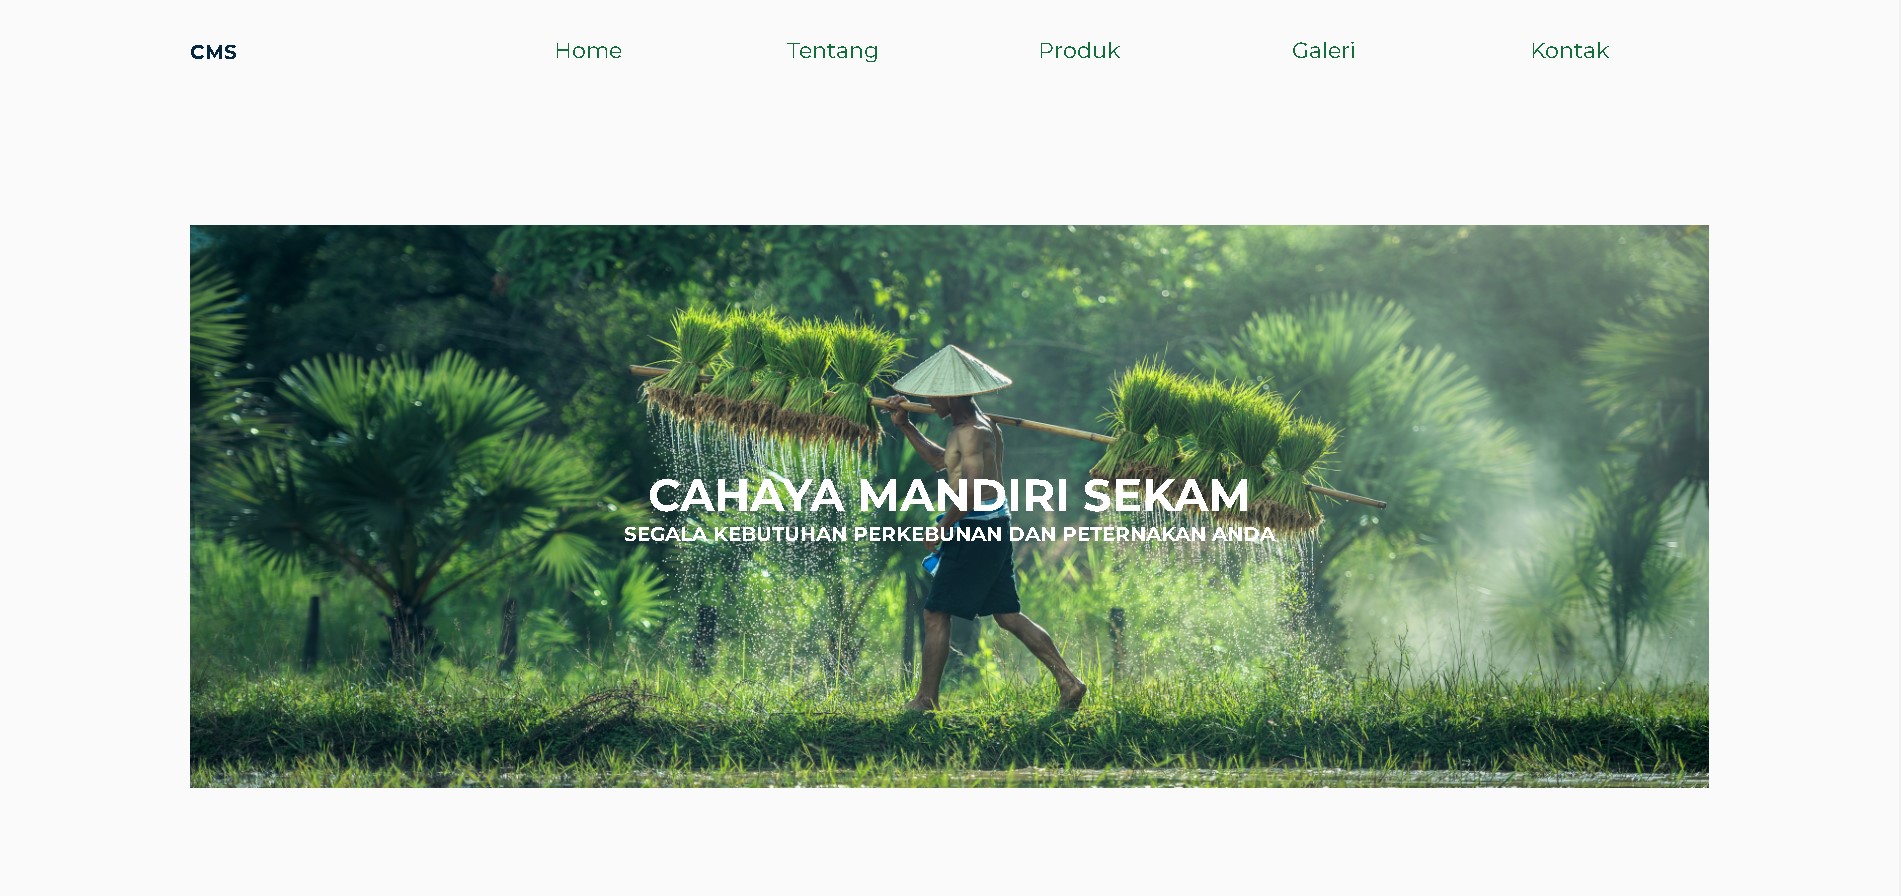 CMS
Home
Tentang
Produk
Galeri
Kontak
CAHAYA MANDIRI SEKAM
SEGALA KEBUTUHAN PERKEBUNAN DAN PETERNAKAN ANDA